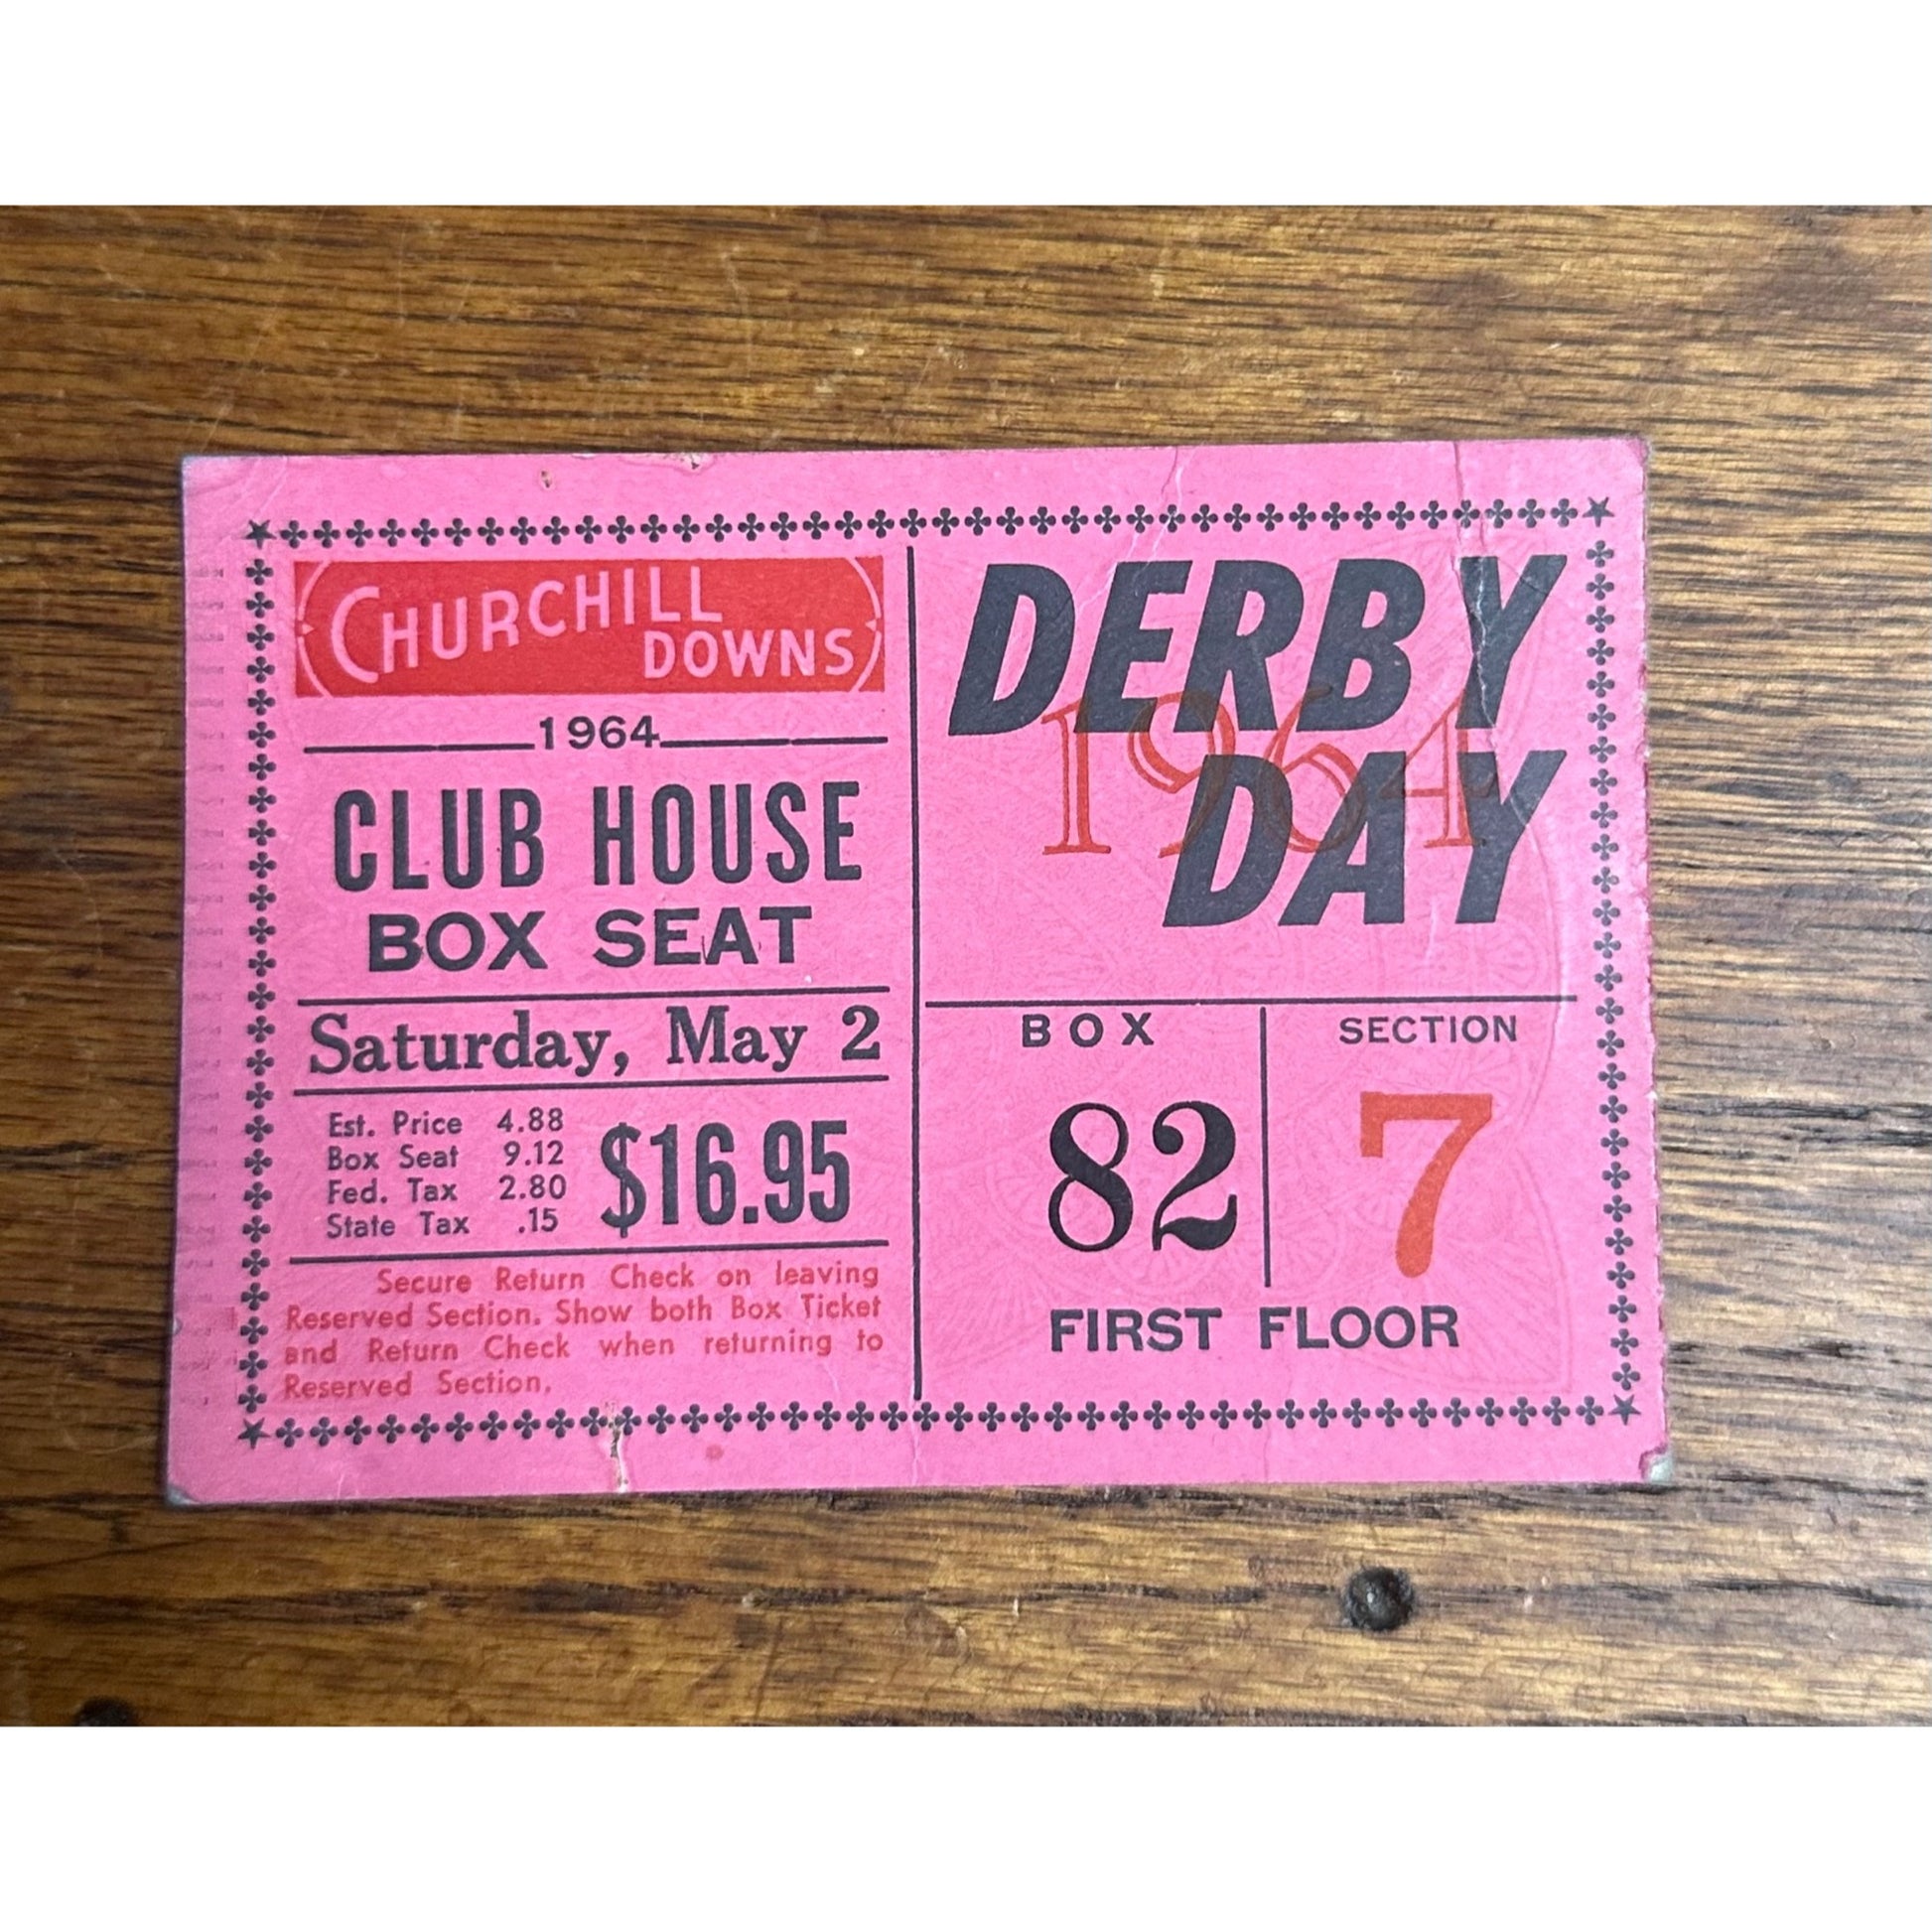 CHURCHILL
DOWNS
1964
CLUB HOUSE
BOX SEAT
Saturday, May 2
Est. Price 4.88
Box Seat 9.12
Fed. Tax 2.80
State Tax .15
$16.95
Secure Return Check on leaving
Reserved Section. Show both Box Ticket
and Return Check when returning to
Reserved Section.
DERBY
1964
DAY
BOX
82
SECTION
7
FIRST FLOOR